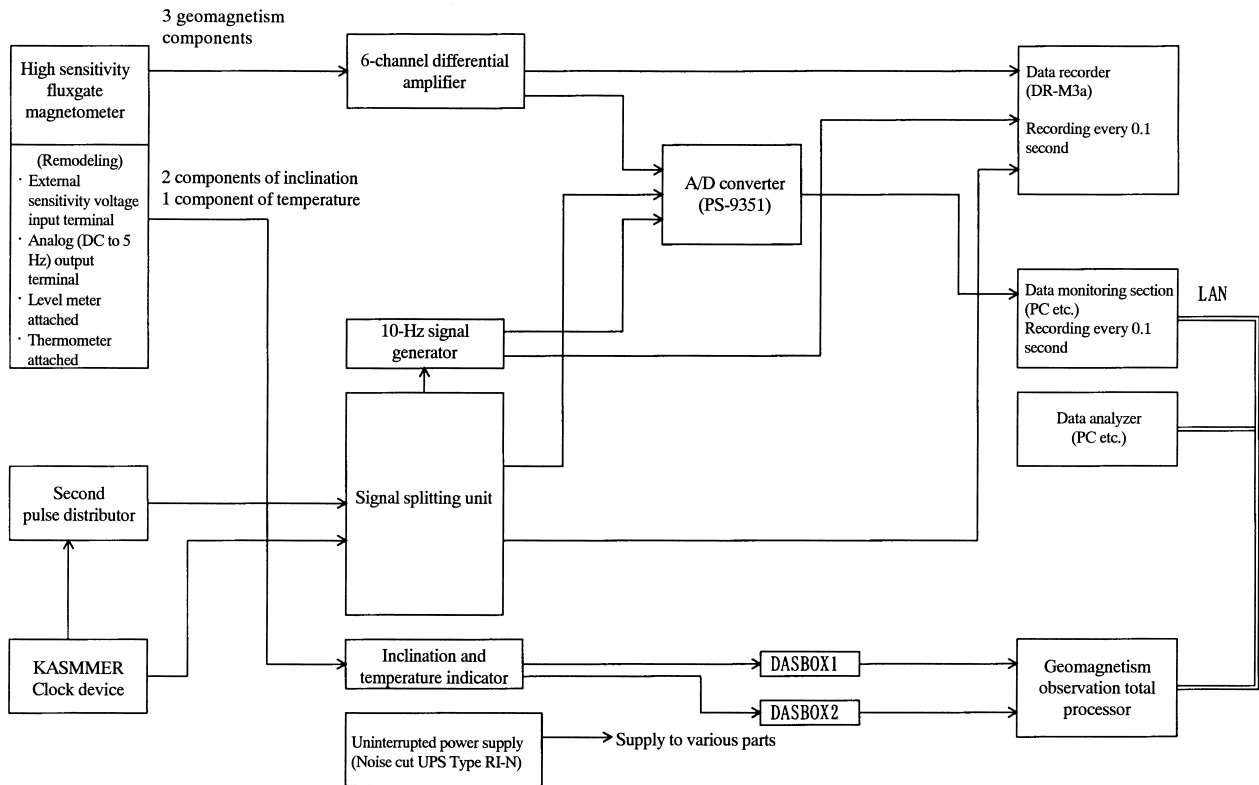 3 geomagnetism
components
High sensitivity
fluxgate
magnetometer
(Remodeling)
· External
sensitivity voltage
input terminal
· Analog (DC to 5
Hz) output
terminal
· Level meter
attached
· Thermometer
attached
2 components of inclination
1 component of temperature
6-channel differential
amplifier
Data recorder
(DR-M3a)
Recording every 0.1
second
A/D converter
(PS-9351)
Data monitoring section
(PC etc.)
Recording every 0.1
second
LAN
10-Hz signal
generator
Data analyzer
(PC etc.)
Second
pulse distributor
Signal splitting unit
KASMMER
Clock device
Inclination and
temperature indicator
DASBOX1
DASBOX2
Geomagnetism
observation total
processor
Uninterrupted power supply
(Noise cut UPS Type RI-N)
Supply to various parts